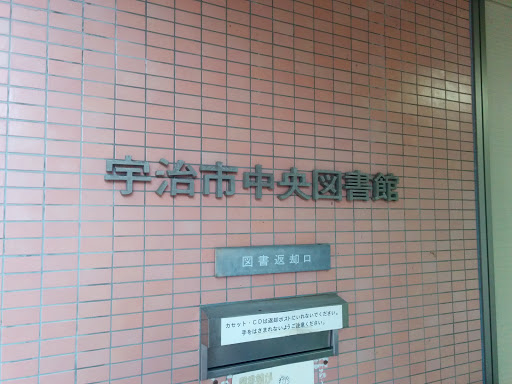 宇治市中央図書館
図書返却口
カセット・CDは返却ポストにいれないでください。
手をはさまれないようご注意ください。